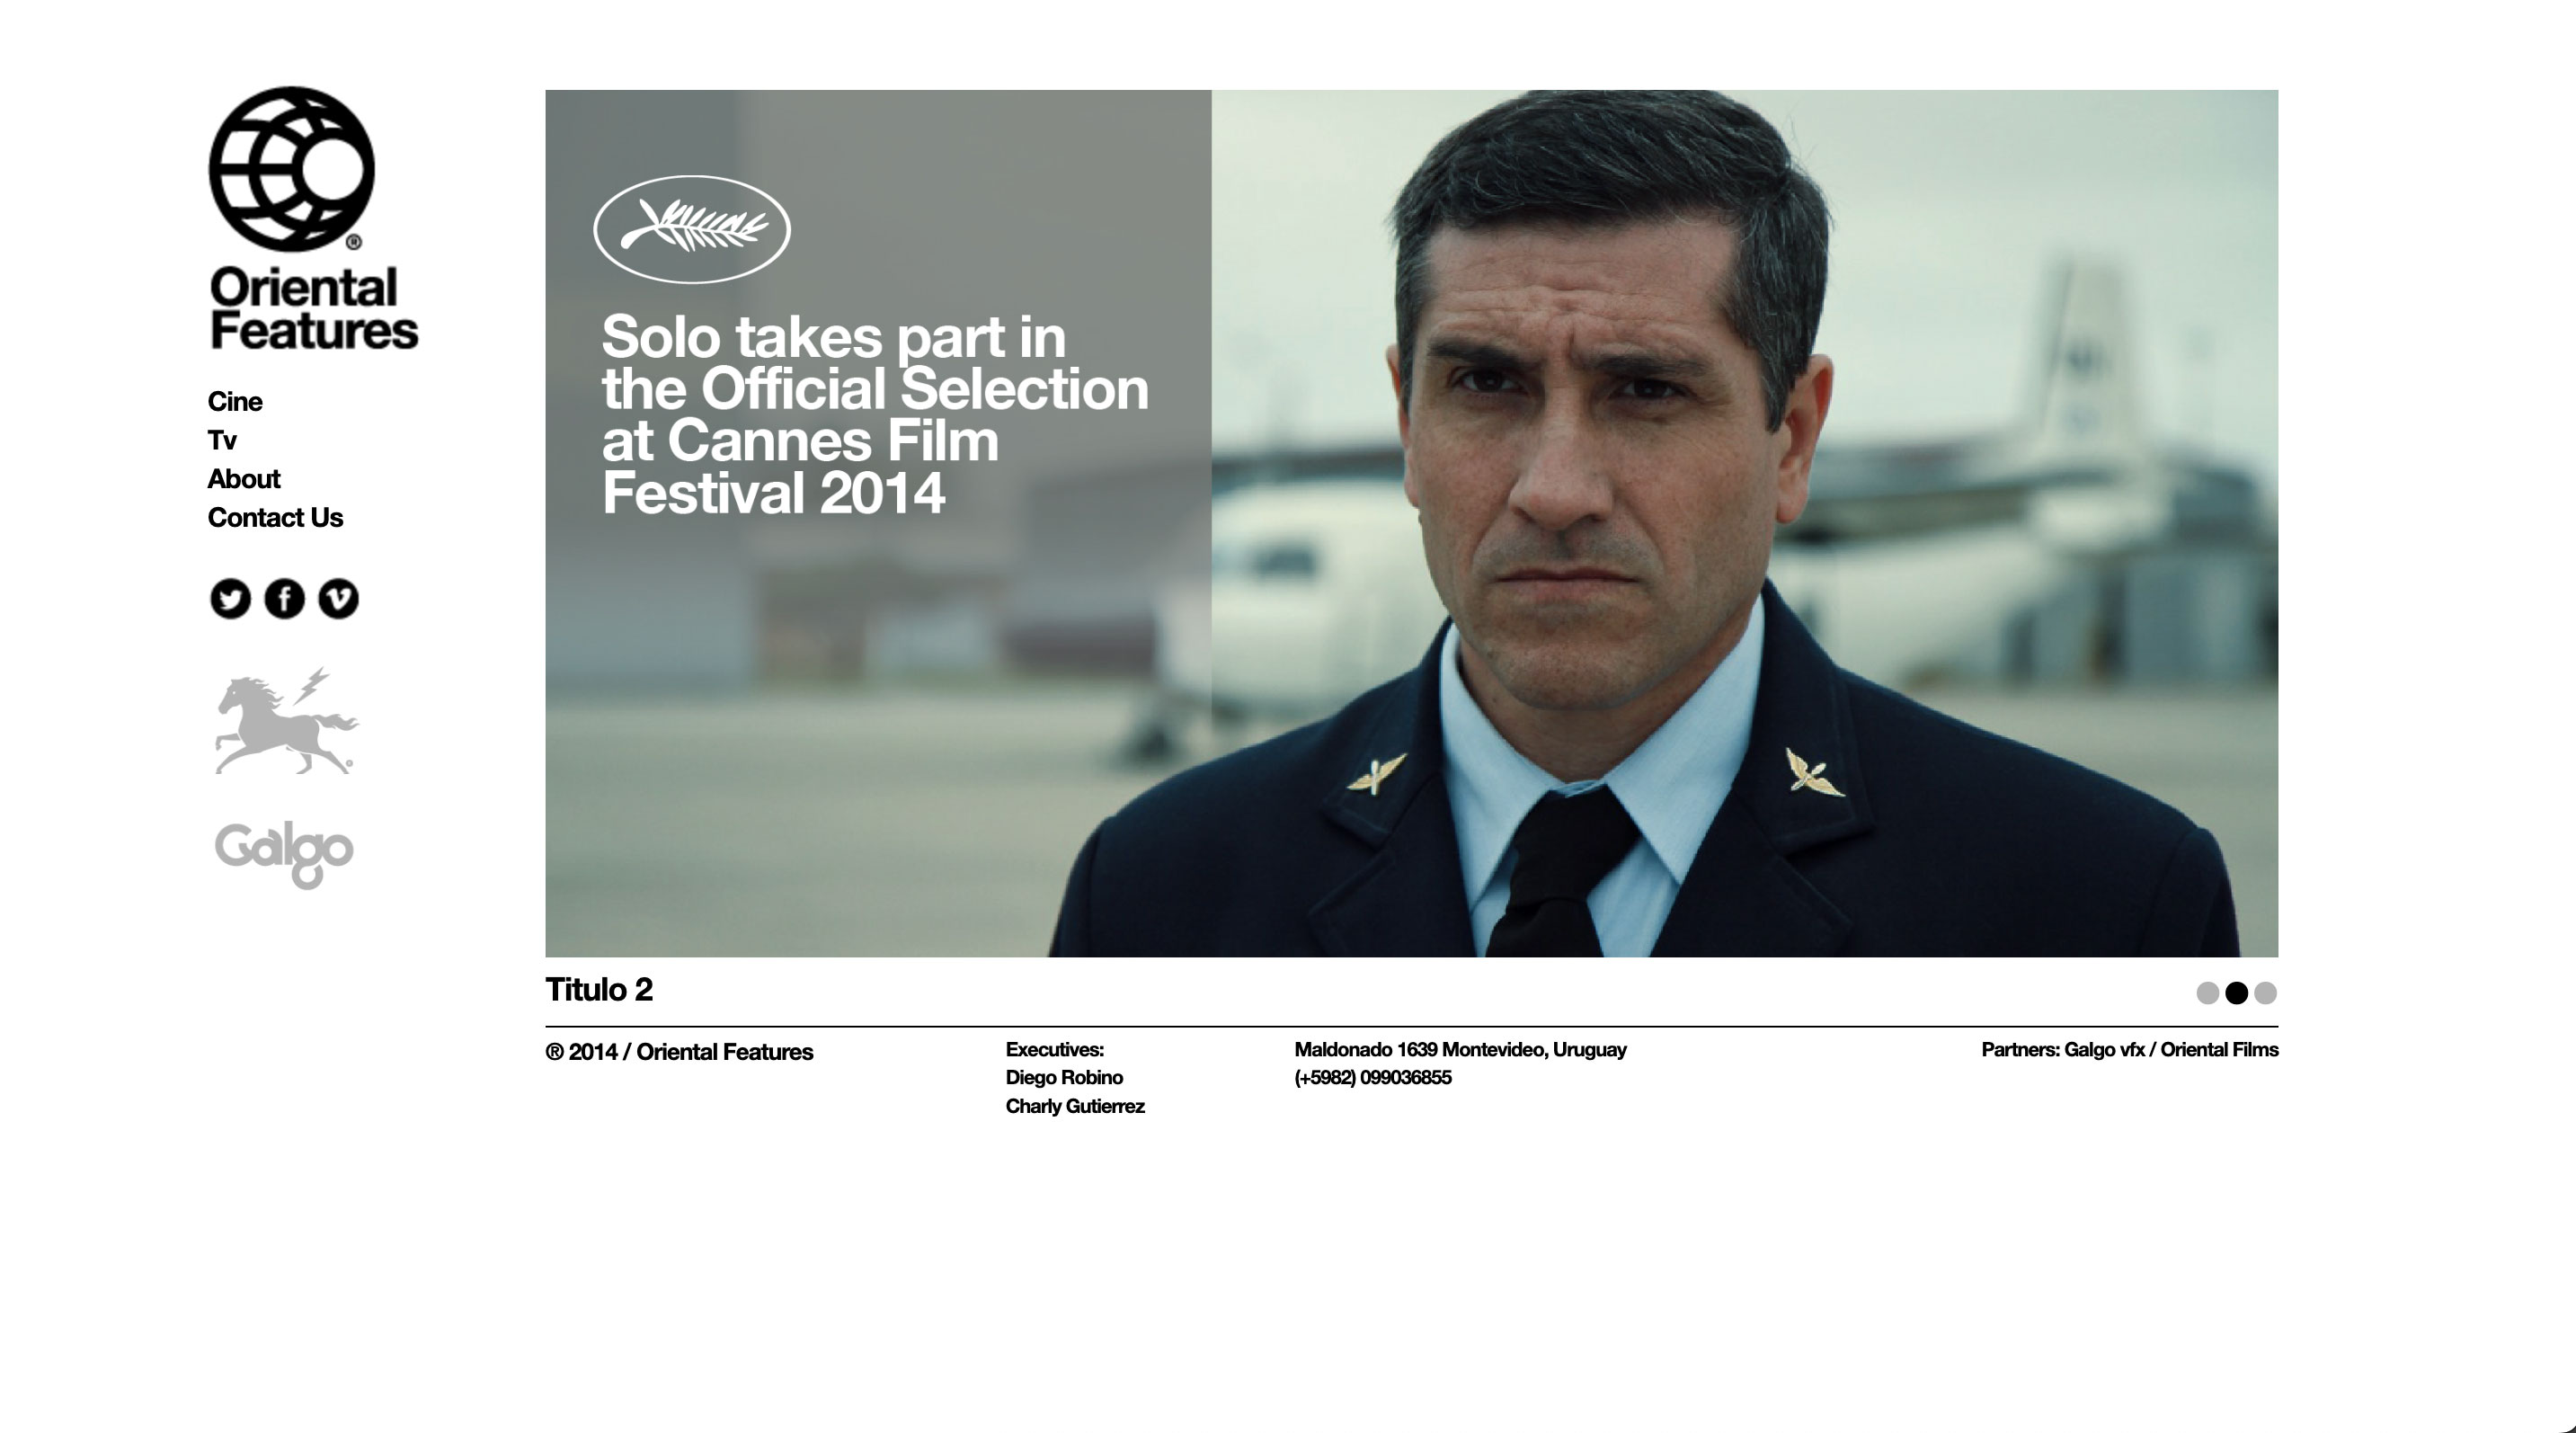 ®
Oriental
Features
Cine
Tv
About
Contact Us
Galgo
Solo takes part in
the Official Selection
at Cannes Film
Festival 2014
Titulo 2
® 2014 / Oriental Features
Executives:
Diego Robino
Charly Gutierrez
Maldonado 1639 Montevideo, Uruguay
(+5982) 099036855
Partners: Galgo vfx / Oriental Films